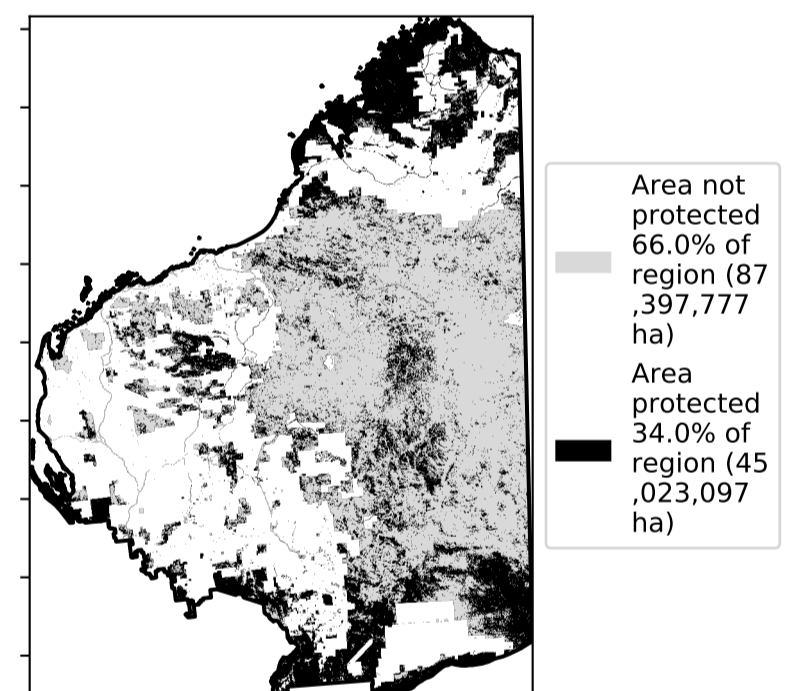 Area not
protected
66.0% of
region (87
,397,777
ha)
Area
protected
34.0% of
region (45
,023,097
ha)